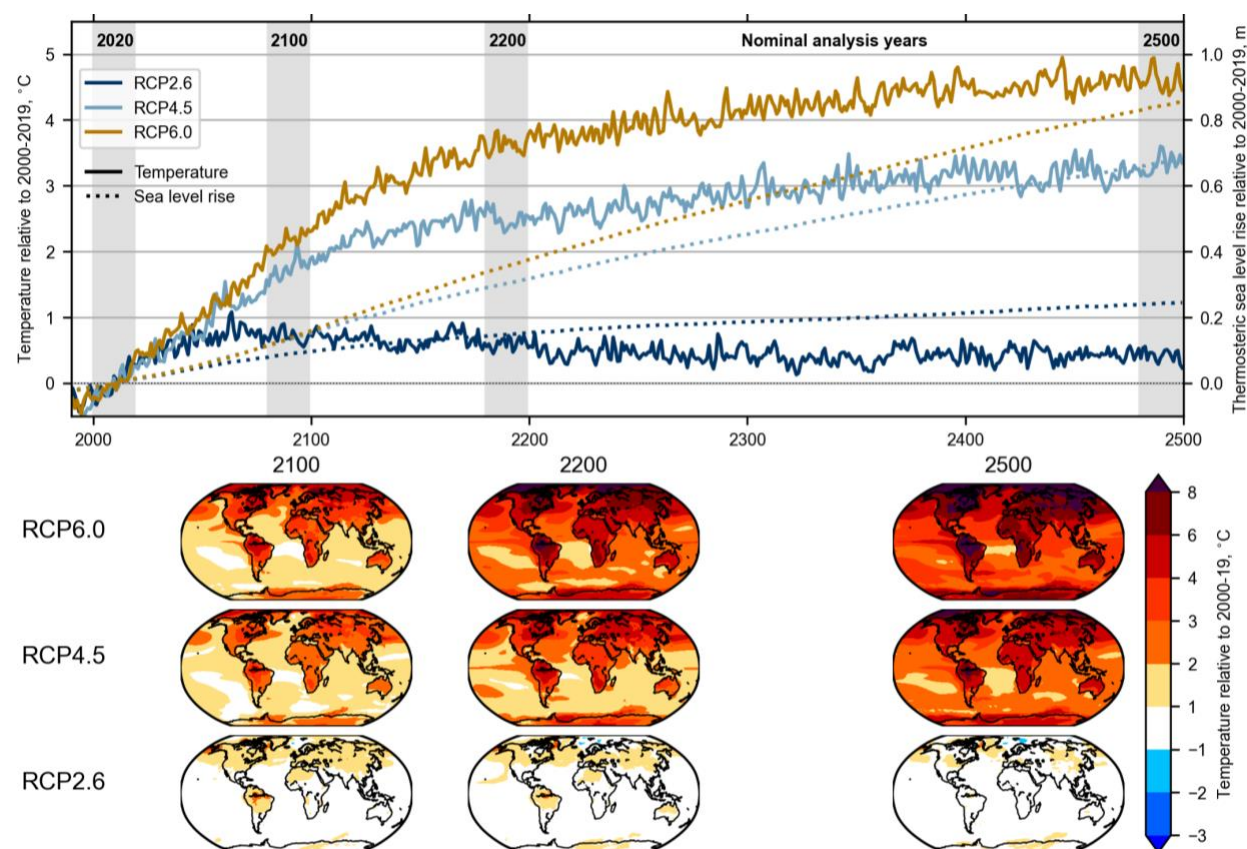 2020 2100 2200 Nominal analysis years 2500
Temperature relative to 2000-2019, °C
5
4
3
2
1
0
RCP2.6
RCP4.5
RCP6.0
Temperature
Sea level rise
Thermosteric sea level rise relative to 2000-2019, m
1.0
0.8
0.6
0.4
0.2
0.0
2000 2100 2200 2300 2400 2500
2100 2200 2500
RCP6.0
RCP4.5
RCP2.6
8
6
4
3
2
1
−1
−2
−3
Temperature relative to 2000-19, °C